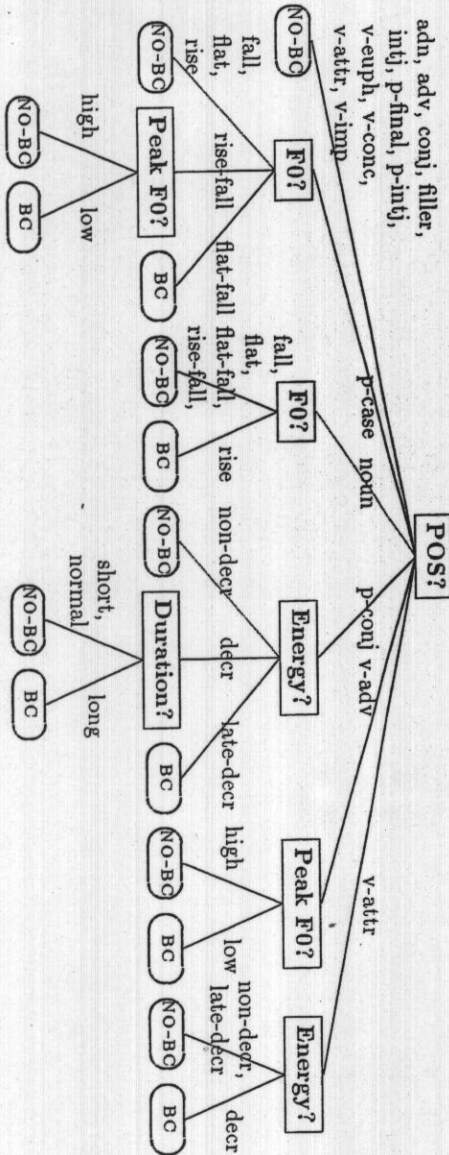 POS?
adn, adv, conj, filler,
intj, p-final, p-intj,
v-euph, v-conc,
v-attr, v-imp
p-case
noun
p-conj
v-adv
v-attr
NO-BC
F0?
F0?
Energy?
Peak F0?
Energy?
fall,
flat,
rise
rise-fall
flat-fall
fall,
flat,
flat-fall,
rise-fall,
rise
non-decr
decr
late-decr
high
low
non-decr,
late-decr
decr
NO-BC
Peak F0?
BC
NO-BC
BC
NO-BC
Duration?
BC
NO-BC
BC
NO-BC
BC
high
low
short,
normal
long
NO-BC
BC
NO-BC
BC